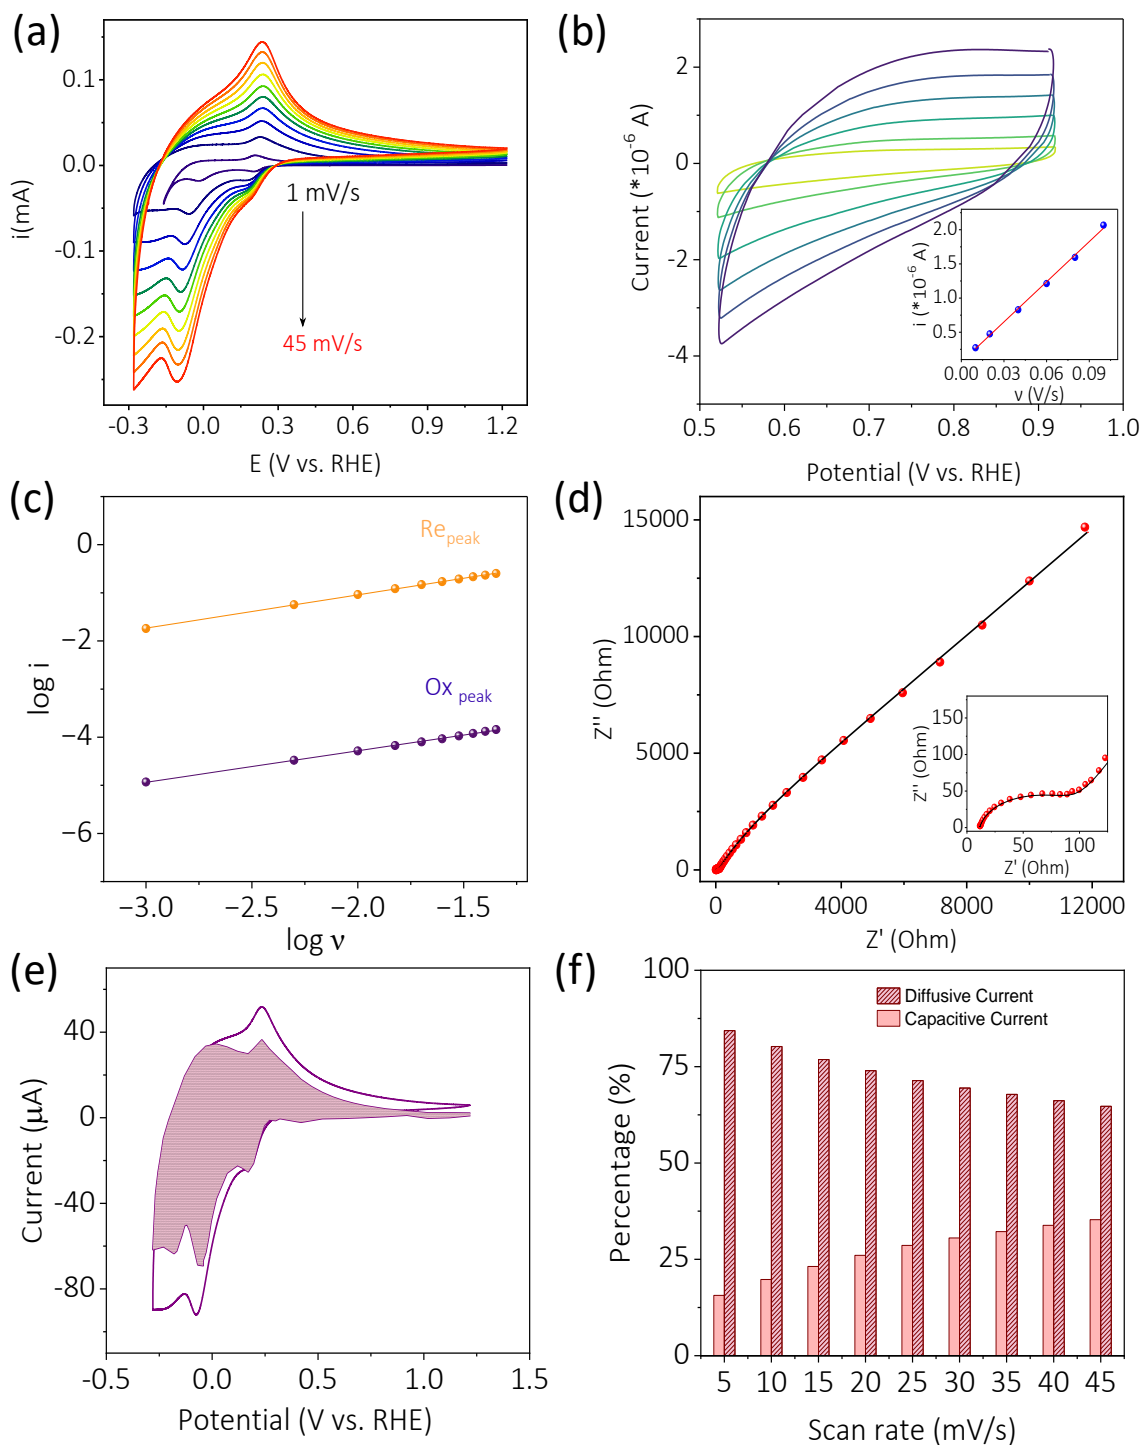 (a)
0.1
0.0
-0.1
-0.2
i(mA)
1 mV/s
45 mV/s
-0.3 0.0 0.3 0.6 0.9 1.2
E (V vs. RHE)
(b)
2
0
−2
−4
Current (*10⁻⁶ A)
0.5 0.6 0.7 0.8 0.9 1.0
Potential (V vs. RHE)
2.0
1.5
1.0
0.5
i (*10⁻⁶ A)
0.00 0.03 0.06 0.09
ν (V/s)
(c)
0
−2
−4
−6
log i
Re peak
Ox peak
−3.0 −2.5 −2.0 −1.5
log ν
(d)
15000
10000
5000
0
Z'' (Ohm)
0 4000 8000 12000
Z' (Ohm)
150
100
50
0
Z'' (Ohm)
0 50 100
Z' (Ohm)
(e)
40
0
-40
-80
Current (µA)
-0.5 0.0 0.5 1.0 1.5
Potential (V vs. RHE)
(f)
100
75
50
25
0
Percentage (%)
Diffusive Current
Capacitive Current
5 10 15 20 25 30 35 40 45
Scan rate (mV/s)